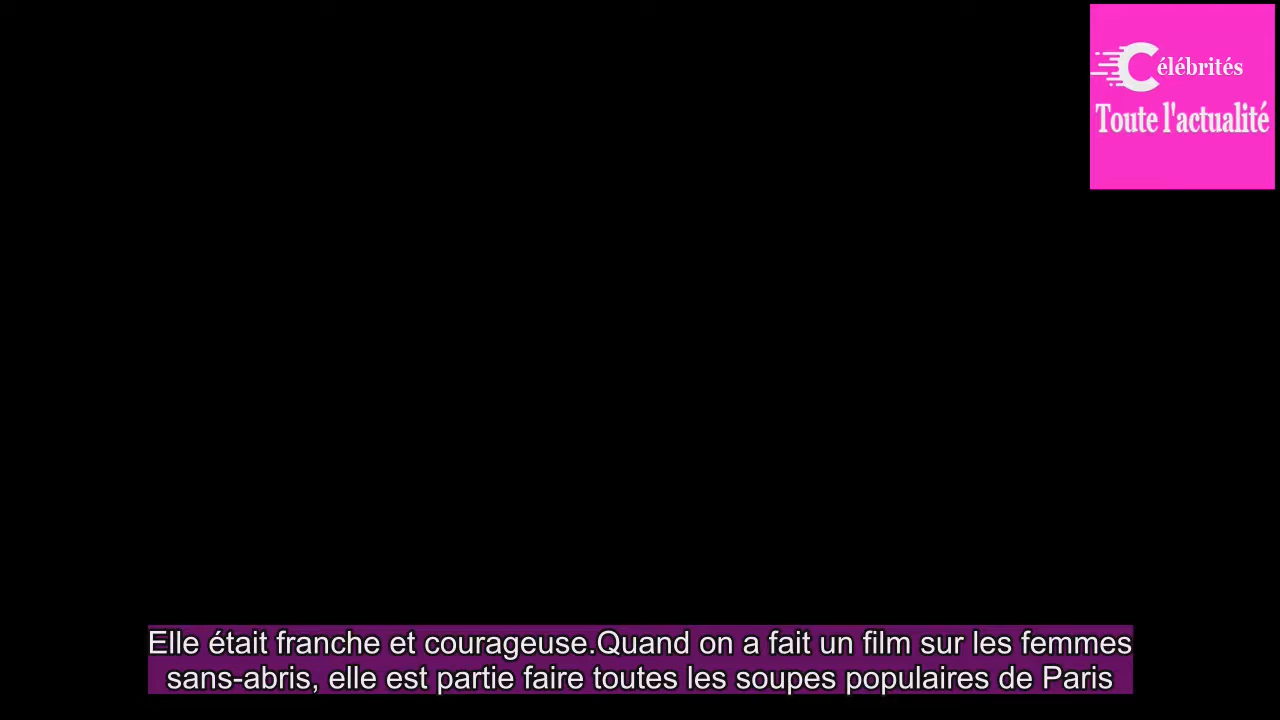 Célébrités
Toute l'actualité
Elle était franche et courageuse.Quand on a fait un film sur les femmes
sans-abris, elle est partie faire toutes les soupes populaires de Paris